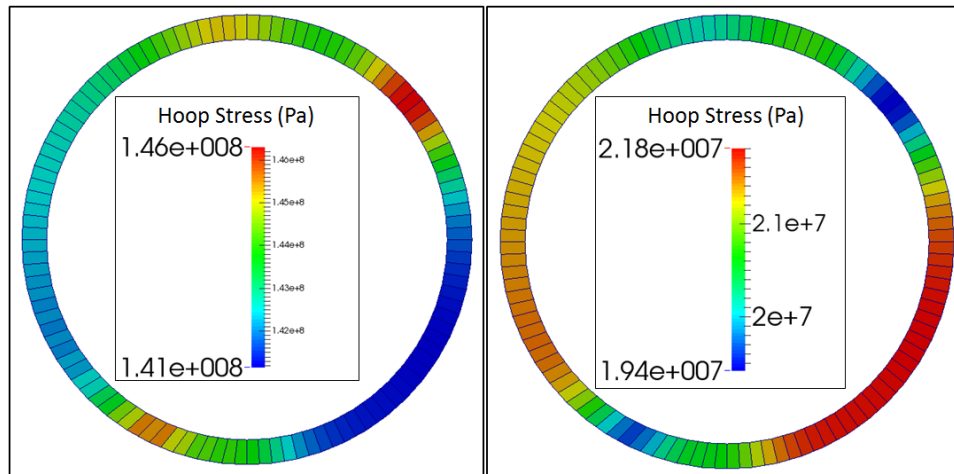 Hoop Stress (Pa)
1.46e+008
1.46e+8
1.45e+8
1.44e+8
1.43e+8
1.42e+8
1.41e+008
Hoop Stress (Pa)
2.18e+007
2.1e+7
2e+7
1.94e+007